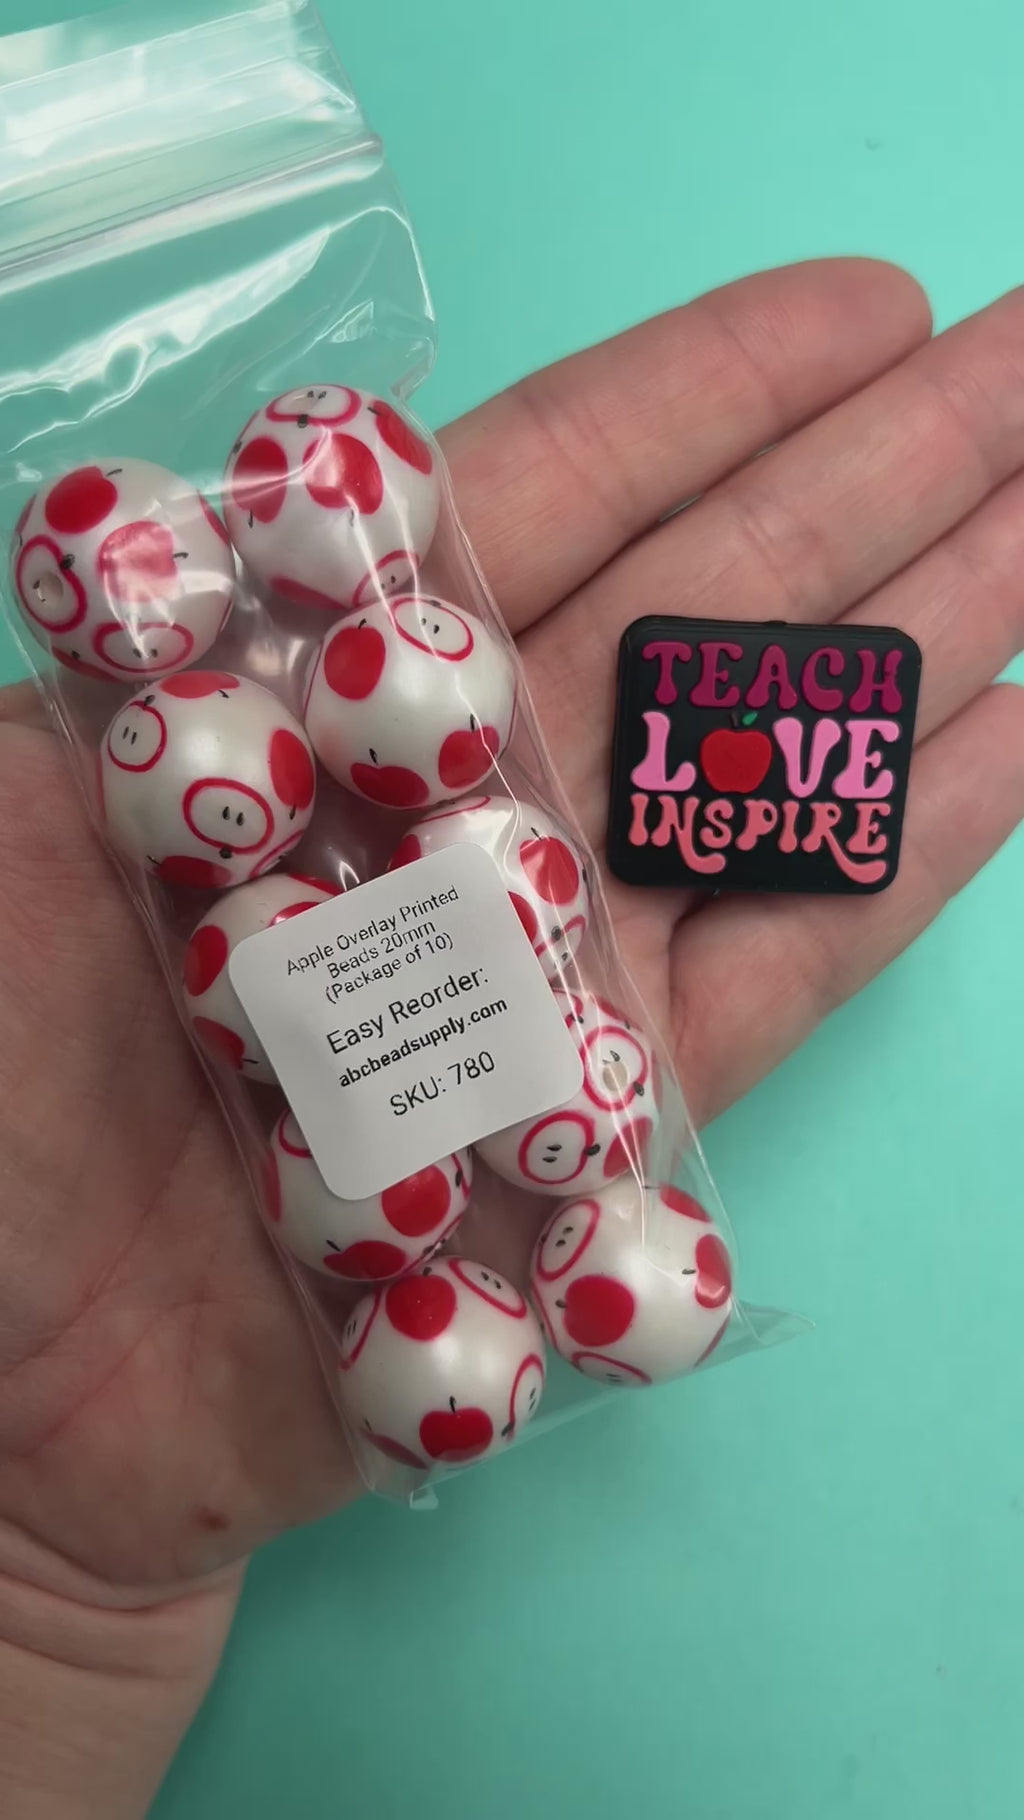 Apple Overlay Printed
Beads 20mm
(Package of 10)
Easy Reorder:
abcbeadsupply.com
SKU: 780
TEACH
LOVE
INSPIRE